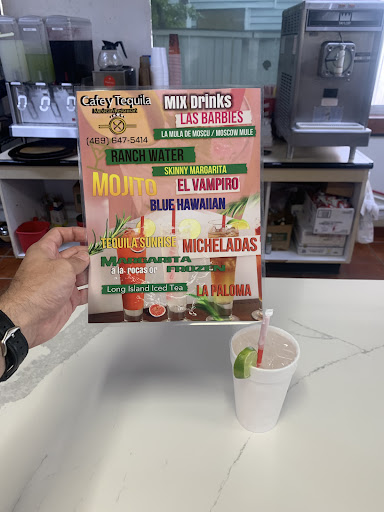 Cafe y Tequila
(469) 647-5414
MIX Drinks
LAS BARBIES
LA MULA DE MOSCU / MOSCOW MULE
RANCH WATER
SKINNY MARGARITA
MOJITO
EL VAMPIRO
BLUE HAWAIIAN
TEQUILA SUNRISE
MICHELADAS
MARGARITA
a la rocas or FROZEN
Long Island Iced Tea
LA PALOMA